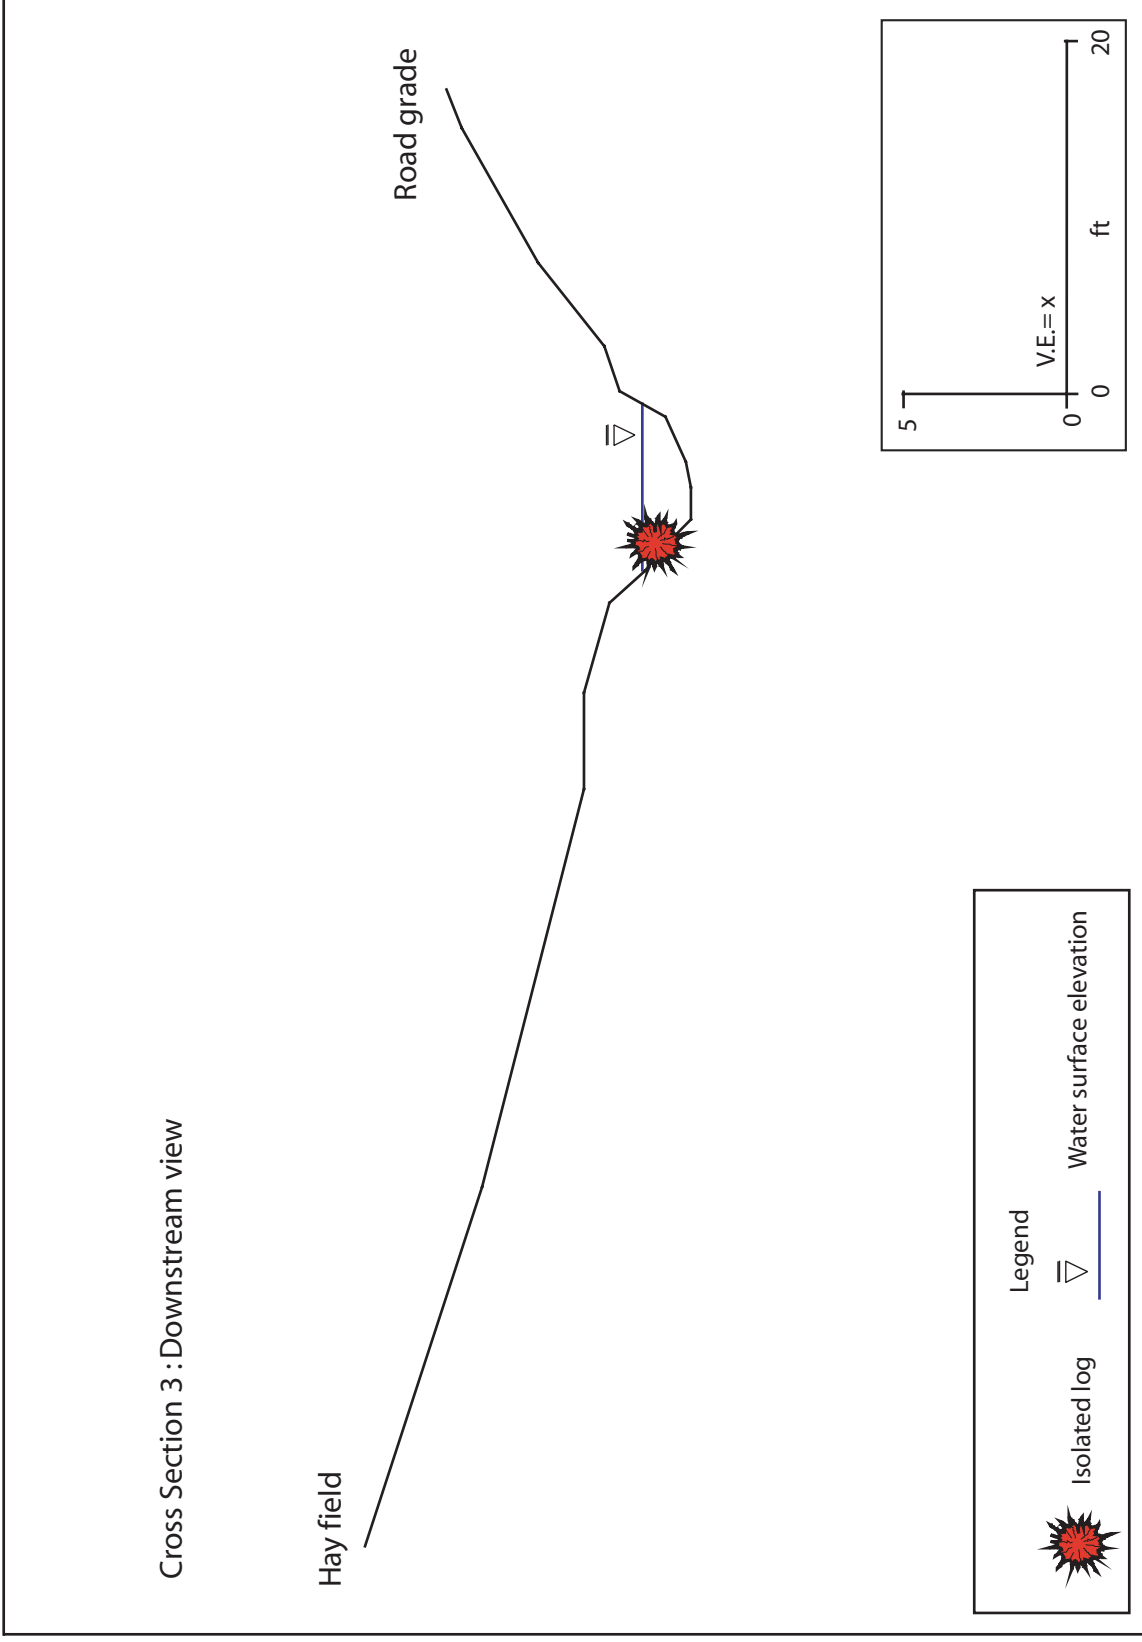 Cross Section 3 : Downstream view
Hay field
Road grade
Legend
Isolated log
Water surface elevation
5
V.E.= x
0
0
ft
20